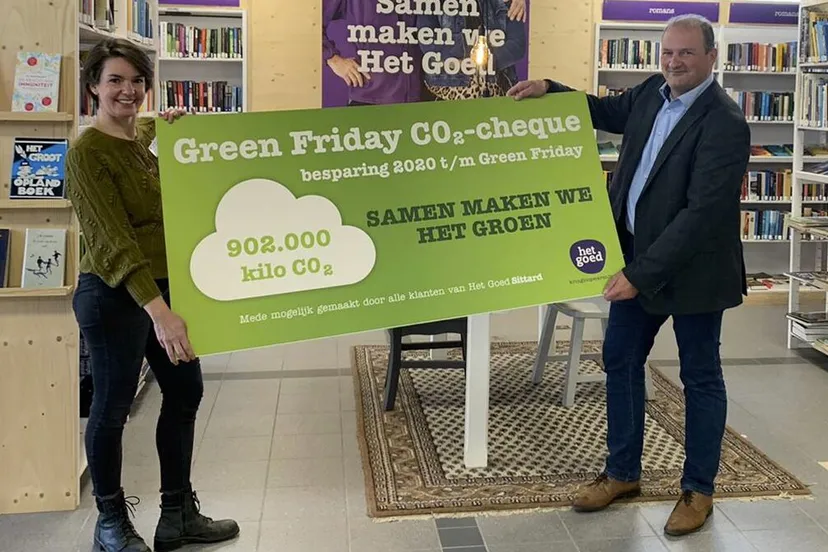 romans
romans
Samen
maken we
Het Goed
HET
GROOT
OPLAND
BOEK
Green Friday CO₂-cheque
besparing 2020 t/m Green Friday
902.000
kilo CO₂
SAMEN MAKEN WE
HET GROEN
het
goed
Mede mogelijk gemaakt door alle klanten van Het Goed Sittard